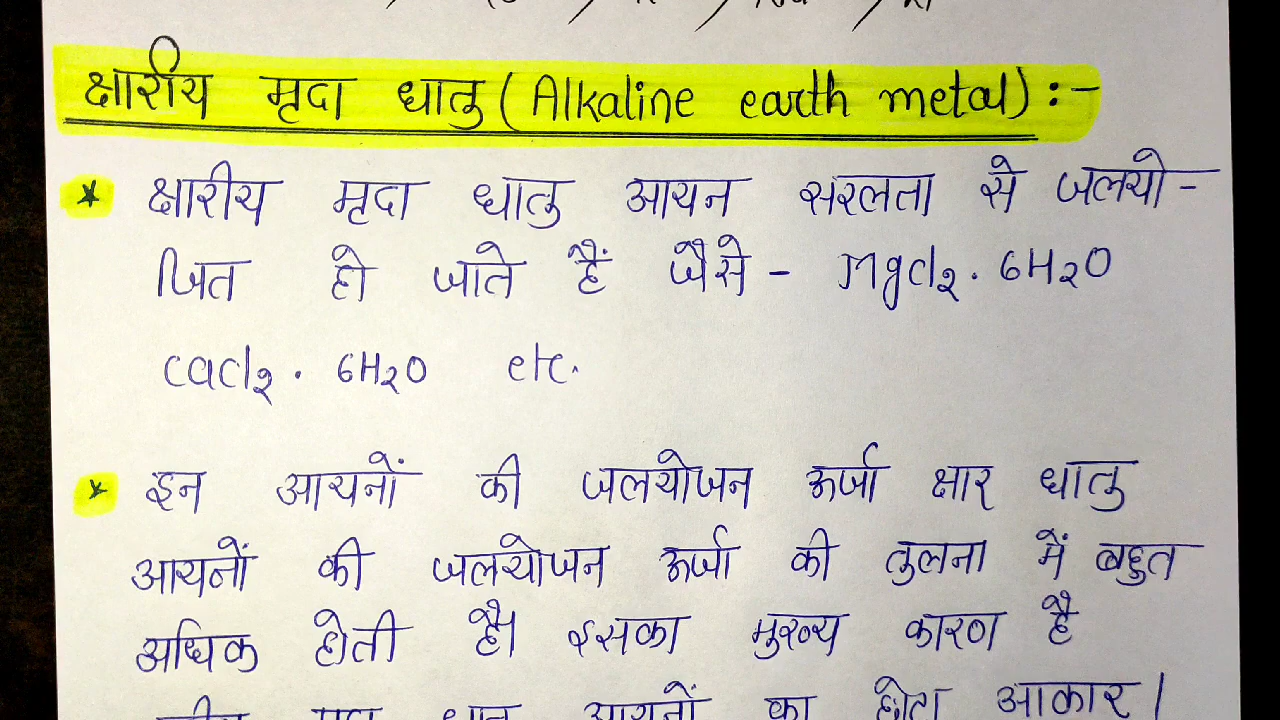 क्षारीय मृदा धातु (Alkaline earth metal) :-
* क्षारीय मृदा धातु आयन सरलता से जलयो-
जित हो जाते हैं जैसे - Mgcl₂. 6H₂O
cacl₂. 6H₂O etc.
* इन आयनों की जलयोजन ऊर्जा क्षार धातु
आयनों की जलयोजन ऊर्जा की तुलना में बहुत
अधिक होती है। इसका मुख्य कारण है
मृदा धातु आयनों का छोटा आकार।